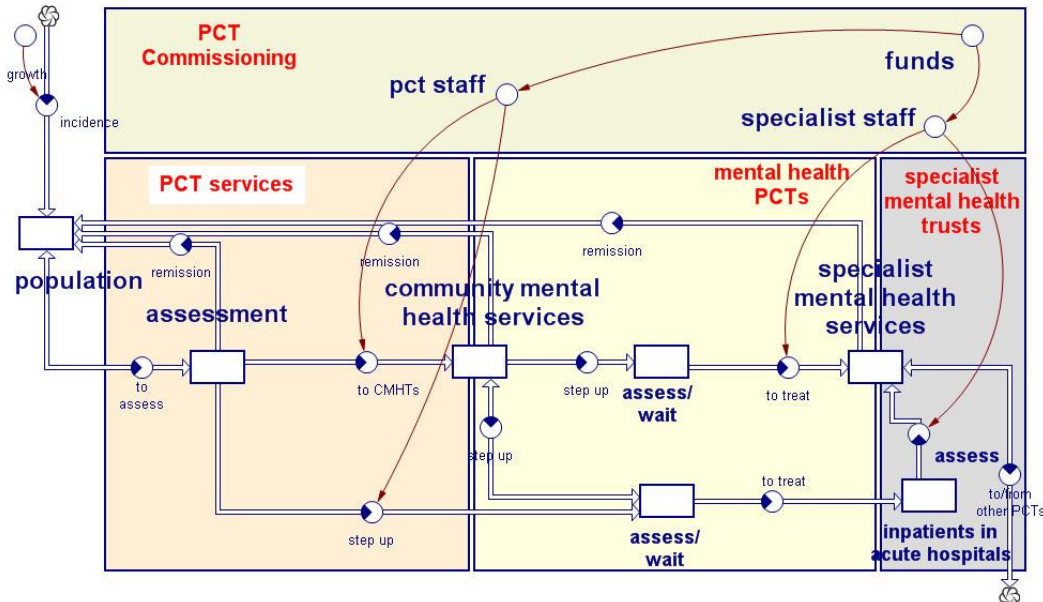 PCT
Commissioning
growth
incidence
pct staff
funds
specialist staff
PCT services
mental health
PCTs
specialist
mental health
trusts
remission
remission
remission
population
assessment
community mental
health services
specialist
mental health
services
to
assess
to CMHTs
step up
assess/
wait
to treat
step up
assess
step up
assess/
wait
to treat
inpatients in
acute hospitals
to/from
other PCTs